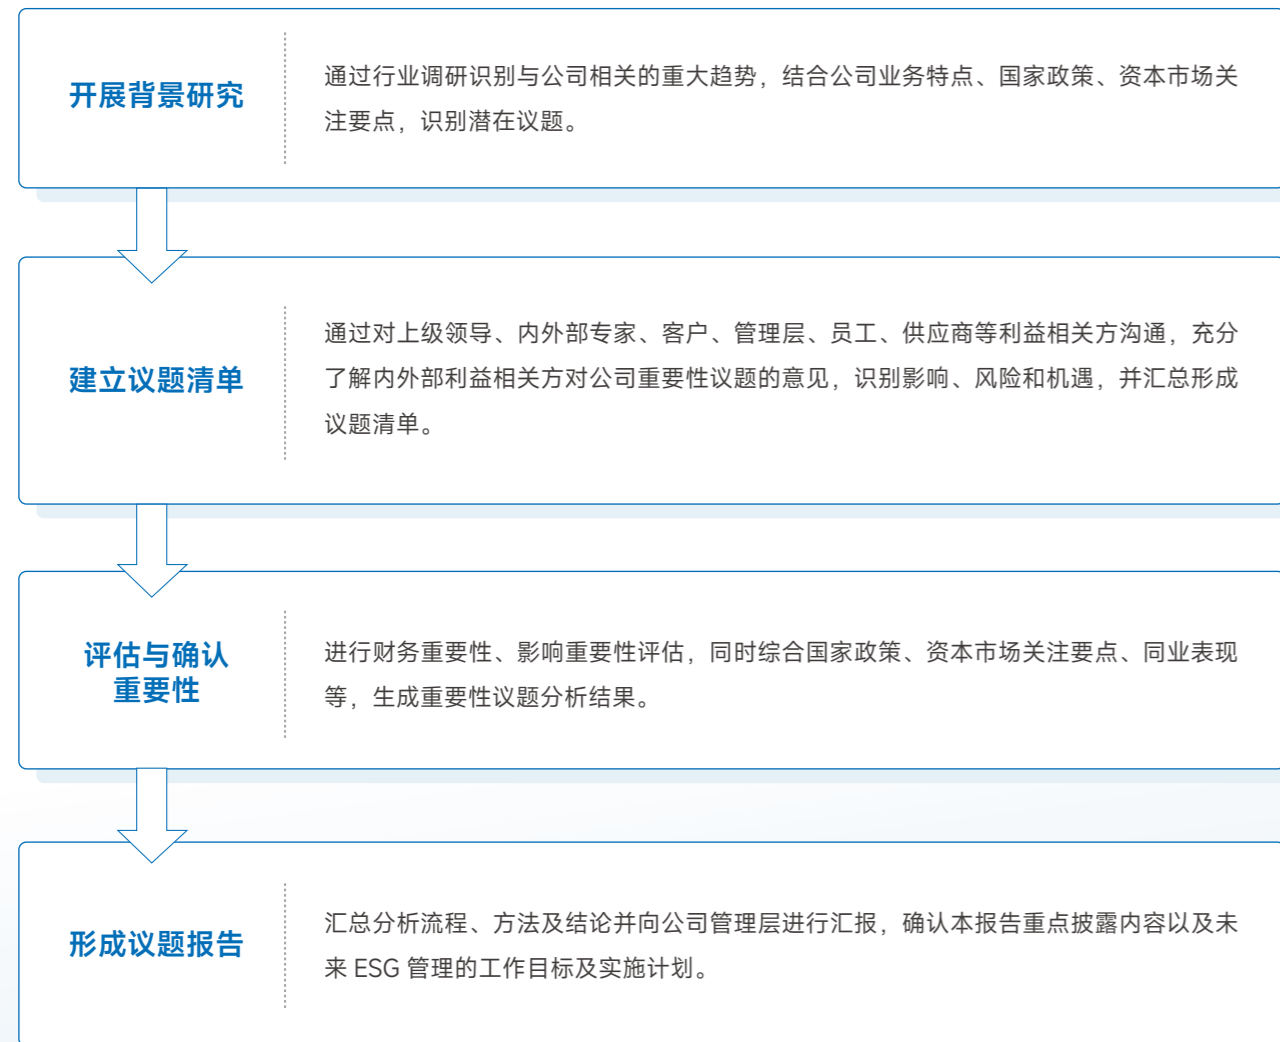 开展背景研究
通过行业调研识别与公司相关的重大趋势，结合公司业务特点、国家政策、资本市场关
注要点，识别潜在议题。
建立议题清单
通过对上级领导、内外部专家、客户、管理层、员工、供应商等利益相关方沟通，充分
了解内外部利益相关方对公司重要性议题的意见，识别影响、风险和机遇，并汇总形成
议题清单。
评估与确认
重要性
进行财务重要性、影响重要性评估，同时综合国家政策、资本市场关注要点、同业表现
等，生成重要性议题分析结果。
形成议题报告
汇总分析流程、方法及结论并向公司管理层进行汇报，确认本报告重点披露内容以及未
来 ESG 管理的工作目标及实施计划。